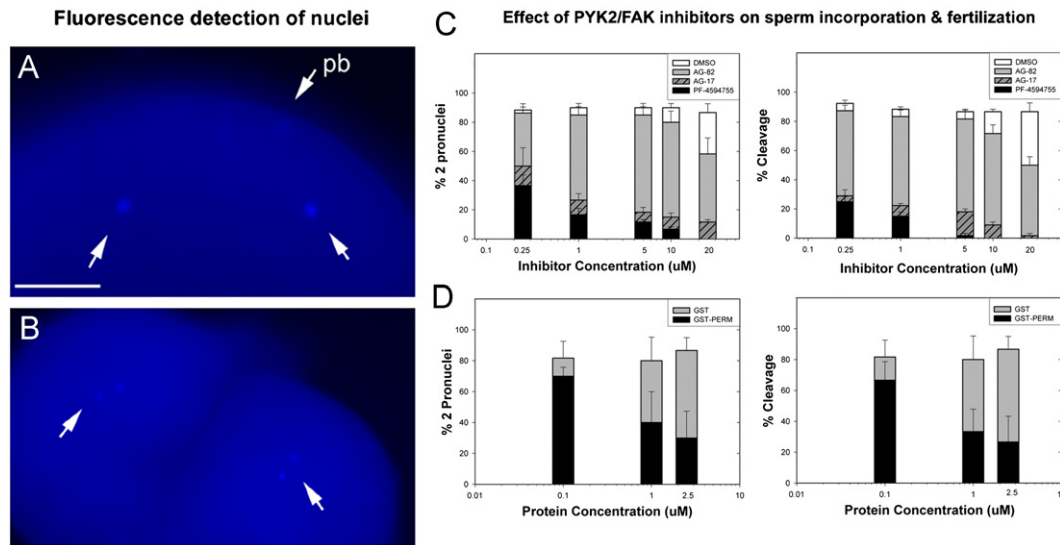 Fluorescence detection of nuclei
A
pb
B
Effect of PYK2/FAK inhibitors on sperm incorporation & fertilization
C
DMSO
AG-82
AG-17
PF-4594755
100
80
60
40
20
0
% 2 pronuclei
0.1 0.25 1 5 10 20
Inhibitor Concentration (uM)
DMSO
AG-82
AG-17
PF-4594755
100
80
60
40
20
0
% Cleavage
0.1 0.25 1 5 10 20
Inhibitor Concentration (uM)
D
GST
GST-PERM
100
80
60
40
20
0
% 2 Pronuclei
0.01 0.1 1 2.5 10
Protein Concentration (uM)
GST
GST-PERM
100
80
60
40
20
0
% Cleavage
0.01 0.1 1 2.5
Protein Concentration (uM)